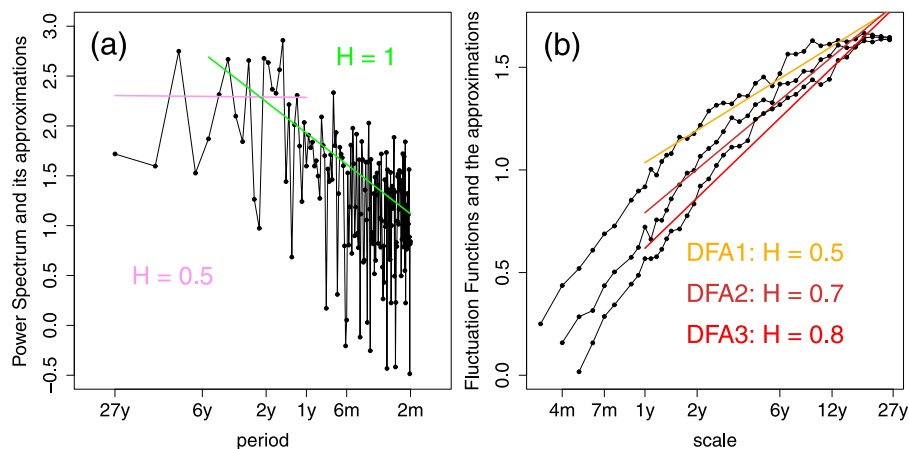 (a)
H = 1
H = 0.5
Power Spectrum and its approximations
3.0
2.5
2.0
1.5
1.0
0.5
0.0
−0.5
27y 6y 2y 1y 6m 2m
period
(b)
DFA1: H = 0.5
DFA2: H = 0.7
DFA3: H = 0.8
Fluctuation Functions and the approximations
1.5
1.0
0.5
0.0
4m 7m 1y 2y 6y 12y 27y
scale